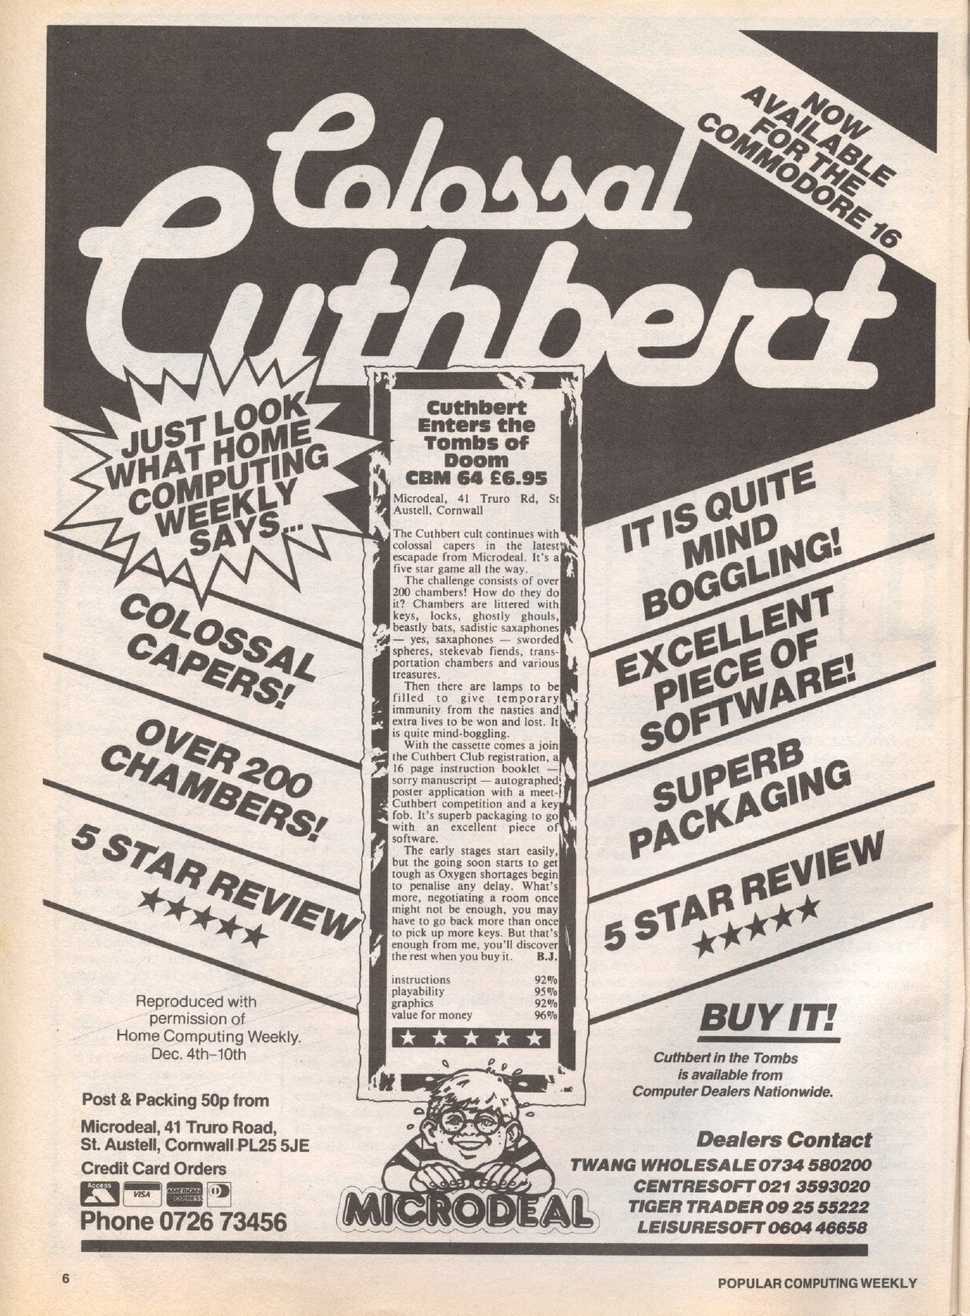 Colossal
Cuthbert
NOW
AVAILABLE
FOR THE
COMMODORE 16
JUST LOOK
WHAT HOME
COMPUTING
WEEKLY
SAYS...
COLOSSAL
CAPERS!
OVER 200
CHAMBERS!
5 STAR REVIEW
★★★★★
Cuthbert
Enters the
Tombs of
Doom
CBM 64 £6.95
Microdeal, 41 Truro Rd, St
Austell, Cornwall
The Cuthbert cult continues with
colossal capers in the latest
escapade from Microdeal. It's a
five star game all the way.
The challenge consists of over
200 chambers! How do they do
it? Chambers are littered with
keys, locks, ghostly ghouls,
beastly bats, sadistic saxaphones
— yes, saxaphones — sworded
spheres, stekevab fiends, trans-
portation chambers and various
treasures.
Then there are lamps to be
filled to give temporary
immunity from the nasties and
extra lives to be won and lost. It
is quite mind-boggling.
With the cassette comes a join
the Cuthbert Club registration, a
16 page instruction booklet —
sorry manuscript — autographed
poster application with a meet-
Cuthbert competition and a key
fob. It's superb packaging to go
with an excellent piece of
software.
The early stages start easily,
but the going soon starts to get
tough as Oxygen shortages begin
to penalise any delay. What's
more, negotiating a room once
might not be enough, you may
have to go back more than once
to pick up more keys. But that's
enough from me, you'll discover
the rest when you buy it. B.J.
instructions 92%
playability 95%
graphics 92%
value for money 96%
★ ★ ★ ★ ★
IT IS QUITE
MIND
BOGGLING!
EXCELLENT
PIECE OF
SOFTWARE!
SUPERB
PACKAGING
5 STAR REVIEW
★★★★★
Reproduced with
permission of
Home Computing Weekly.
Dec. 4th–10th
BUY IT!
Cuthbert in the Tombs
is available from
Computer Dealers Nationwide.
Post & Packing 50p from
Microdeal, 41 Truro Road,
St. Austell, Cornwall PL25 5JE
Credit Card Orders
Access VISA AMERICAN EXPRESS
Phone 0726 73456
MICRODEAL
Dealers Contact
TWANG WHOLESALE 0734 580200
CENTRESOFT 021 3593020
TIGER TRADER 09 25 55222
LEISURESOFT 0604 46658
6
POPULAR COMPUTING WEEKLY